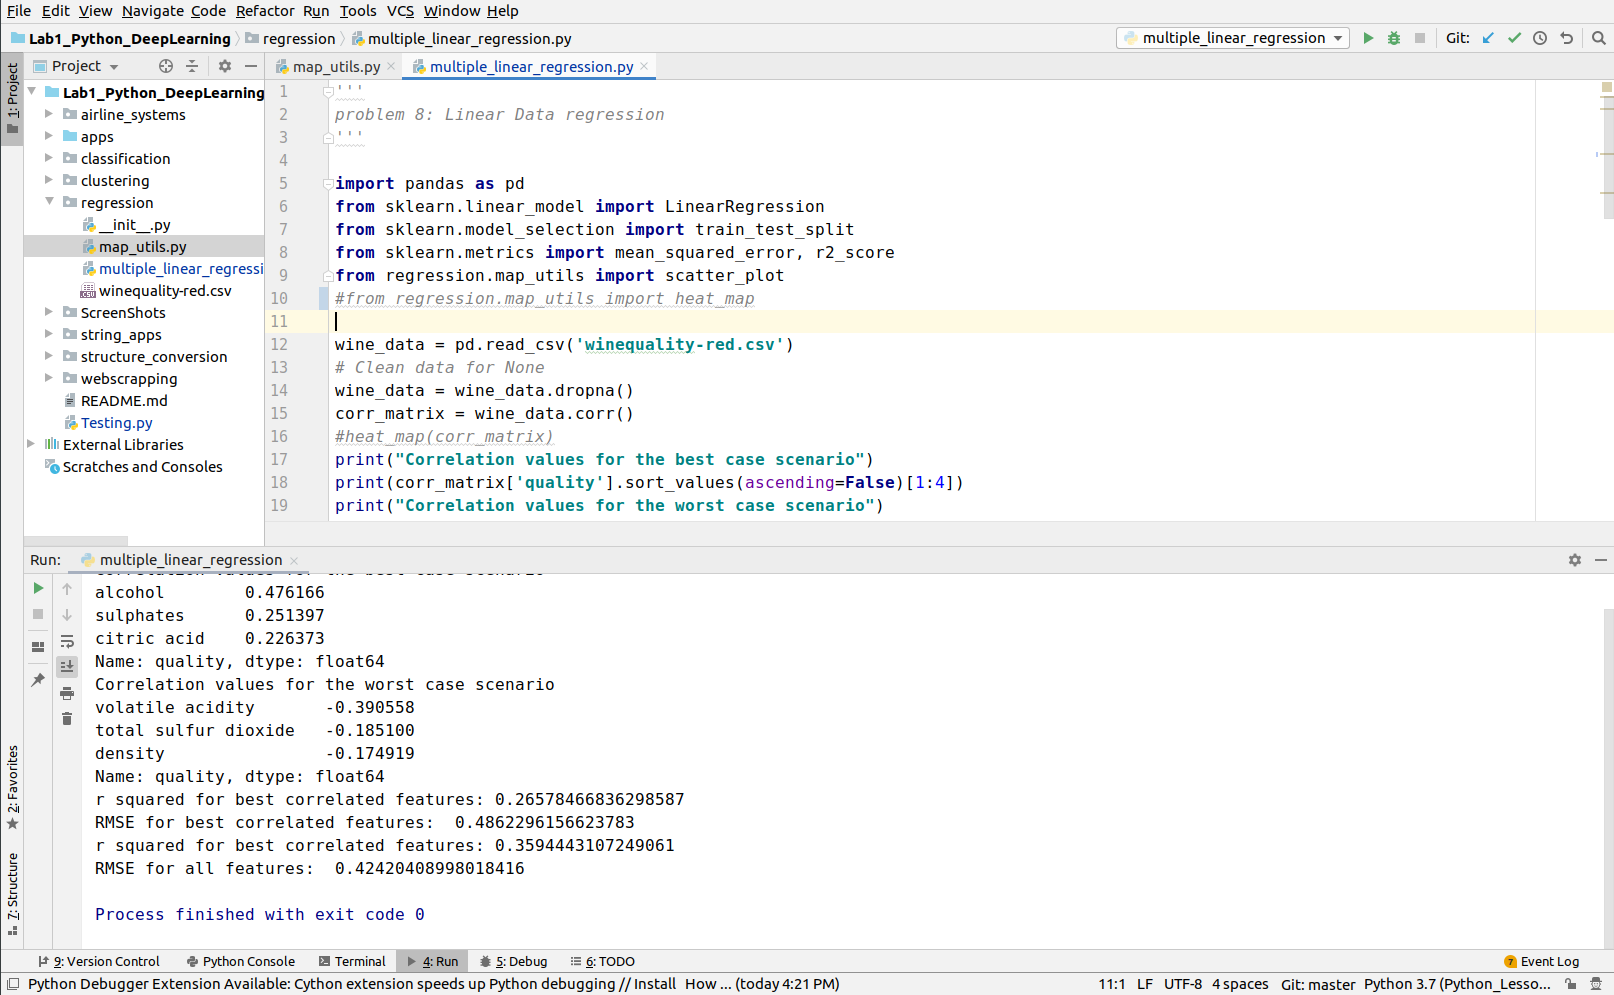 File Edit View Navigate Code Refactor Run Tools VCS Window Help
Lab1_Python_DeepLearning regression multiple_linear_regression.py multiple_linear_regression Git:
1: Project
Project
map_utils.py multiple_linear_regression.py
Lab1_Python_DeepLearning
airline_systems
apps
classification
clustering
regression
__init__.py
map_utils.py
multiple_linear_regressi
winequality-red.csv
ScreenShots
string_apps
structure_conversion
webscrapping
README.md
Testing.py
External Libraries
Scratches and Consoles
1 '''
2 problem 8: Linear Data regression
3 '''
4
5 import pandas as pd
6 from sklearn.linear_model import LinearRegression
7 from sklearn.model_selection import train_test_split
8 from sklearn.metrics import mean_squared_error, r2_score
9 from regression.map_utils import scatter_plot
10 #from regression.map_utils import heat_map
11
12 wine_data = pd.read_csv('winequality-red.csv')
13 # Clean data for None
14 wine_data = wine_data.dropna()
15 corr_matrix = wine_data.corr()
16 #heat_map(corr_matrix)
17 print("Correlation values for the best case scenario")
18 print(corr_matrix['quality'].sort_values(ascending=False)[1:4])
19 print("Correlation values for the worst case scenario")
Run: multiple_linear_regression
Correlation values for the best case scenario
alcohol 0.476166
sulphates 0.251397
citric acid 0.226373
Name: quality, dtype: float64
Correlation values for the worst case scenario
volatile acidity -0.390558
total sulfur dioxide -0.185100
density -0.174919
Name: quality, dtype: float64
r squared for best correlated features: 0.26578466836298587
RMSE for best correlated features: 0.4862296156623783
r squared for best correlated features: 0.3594443107249061
RMSE for all features: 0.42420408998018416
Process finished with exit code 0
2: Favorites
7: Structure
9: Version Control Python Console Terminal 4: Run 5: Debug 6: TODO 7 Event Log
Python Debugger Extension Available: Cython extension speeds up Python debugging // Install How ... (today 4:21 PM) 11:1 LF UTF-8 4 spaces Git: master Python 3.7 (Python_Lesso...